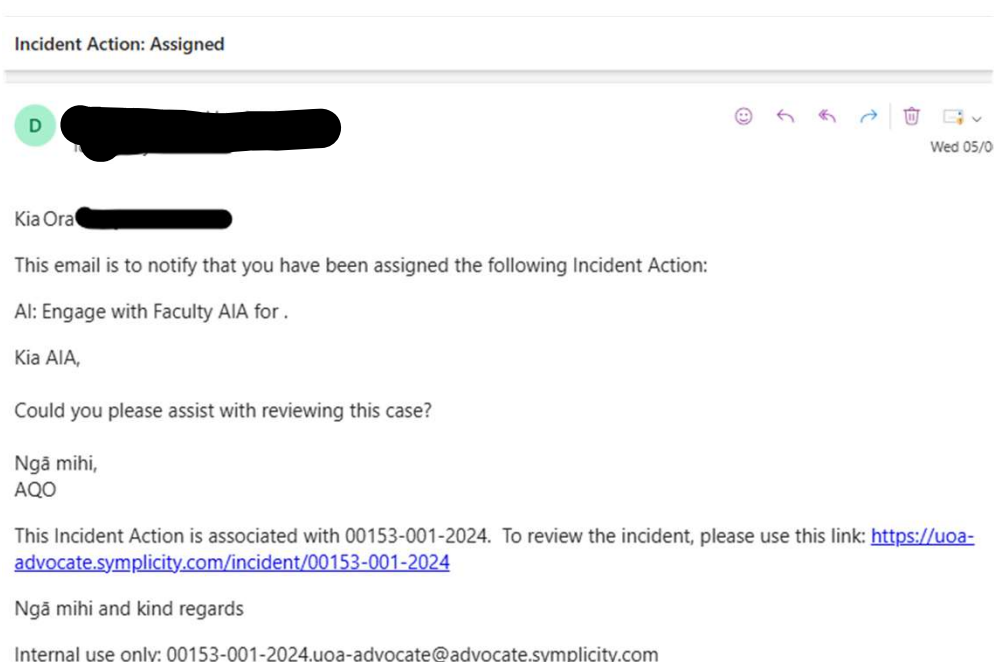 Incident Action: Assigned
D
Wed 05/0
Kia Ora
This email is to notify that you have been assigned the following Incident Action:
AI: Engage with Faculty AIA for .
Kia AIA,
Could you please assist with reviewing this case?
Ngā mihi,
AQO
This Incident Action is associated with 00153-001-2024.  To review the incident, please use this link: https://uoa-
advocate.symplicity.com/incident/00153-001-2024
Ngā mihi and kind regards
Internal use only: 00153-001-2024.uoa-advocate@advocate.symplicity.com